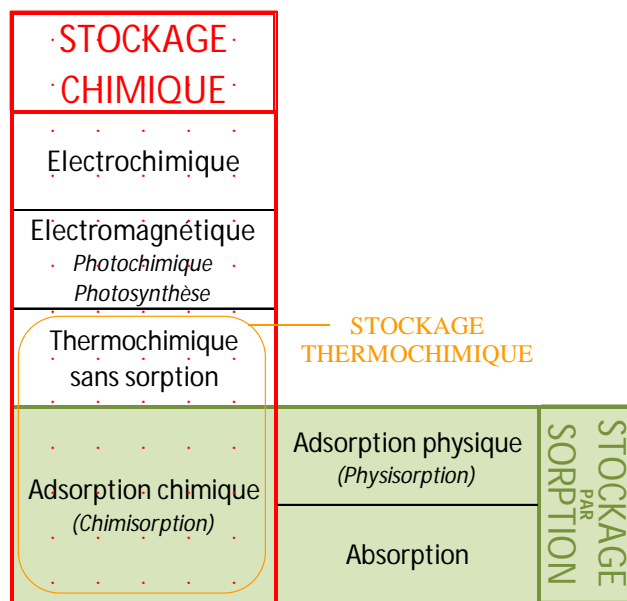 STOCKAGE
CHIMIQUE
Electrochimique
Electromagnétique
Photochimique
Photosynthèse
Thermochimique
sans sorption
STOCKAGE
THERMOCHIMIQUE
Adsorption chimique
(Chimisorption)
Adsorption physique
(Physisorption)
Absorption
STOCKAGE
PAR
SORPTION